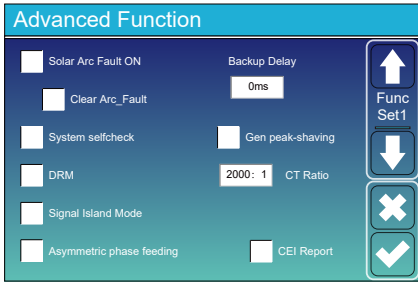 Advanced Function
Solar Arc Fault ON
Backup Delay
0ms
Clear Arc_Fault
Func
Set1
System selfcheck
Gen peak-shaving
DRM
2000: 1
CT Ratio
Signal Island Mode
Asymmetric phase feeding
CEI Report